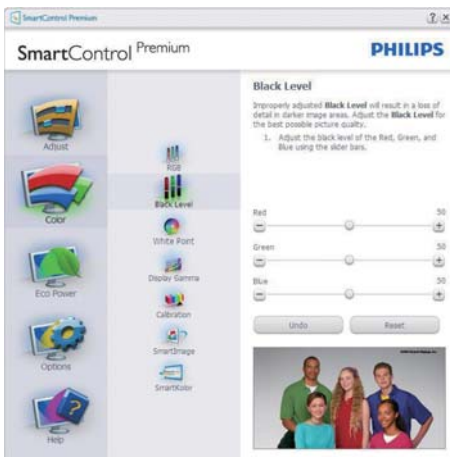 SmartControl Premium
SmartControl Premium
PHILIPS
Adjust
Color
Eco Power
Options
Help
RGB
Black Level
White Point
Display Gamma
Calibration
SmartImage
SmartKolor
Black Level
Improperly adjusted Black Level will result in a loss of
detail in darker image areas. Adjust the Black Level for
the best possible picture quality.
1. Adjust the black level of the Red, Green, and
Blue using the slider bars.
Red 50
Green 50
Blue 50
Undo Reset